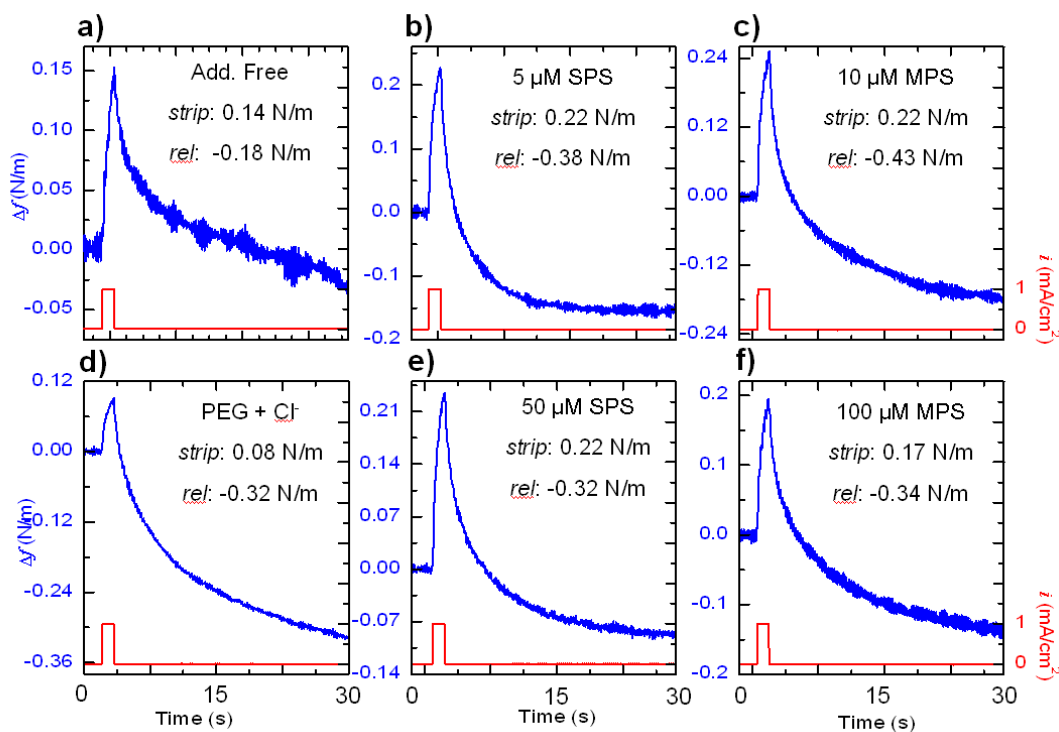 a)
Add. Free
strip: 0.14 N/m
rel: -0.18 N/m
Δf (N/m)
0.15
0.10
0.05
0.00
-0.05
b)
5 µM SPS
strip: 0.22 N/m
rel: -0.38 N/m
0.2
0.1
0.0
-0.1
-0.2
c)
10 µM MPS
strip: 0.22 N/m
rel: -0.43 N/m
0.24
0.12
0.00
-0.12
-0.24
1
0
i (mA/cm²)
d)
PEG + Cl⁻
strip: 0.08 N/m
rel: -0.32 N/m
Δf (N/m)
0.12
0.00
-0.12
-0.24
-0.36
0 15 30
Time (s)
e)
50 µM SPS
strip: 0.22 N/m
rel: -0.32 N/m
0.21
0.14
0.07
0.00
-0.07
-0.14
0 15 30
Time (s)
f)
100 µM MPS
strip: 0.17 N/m
rel: -0.34 N/m
0.2
0.1
0.0
-0.1
-0.2
0 15 30
Time (s)
1
0
i (mA/cm²)